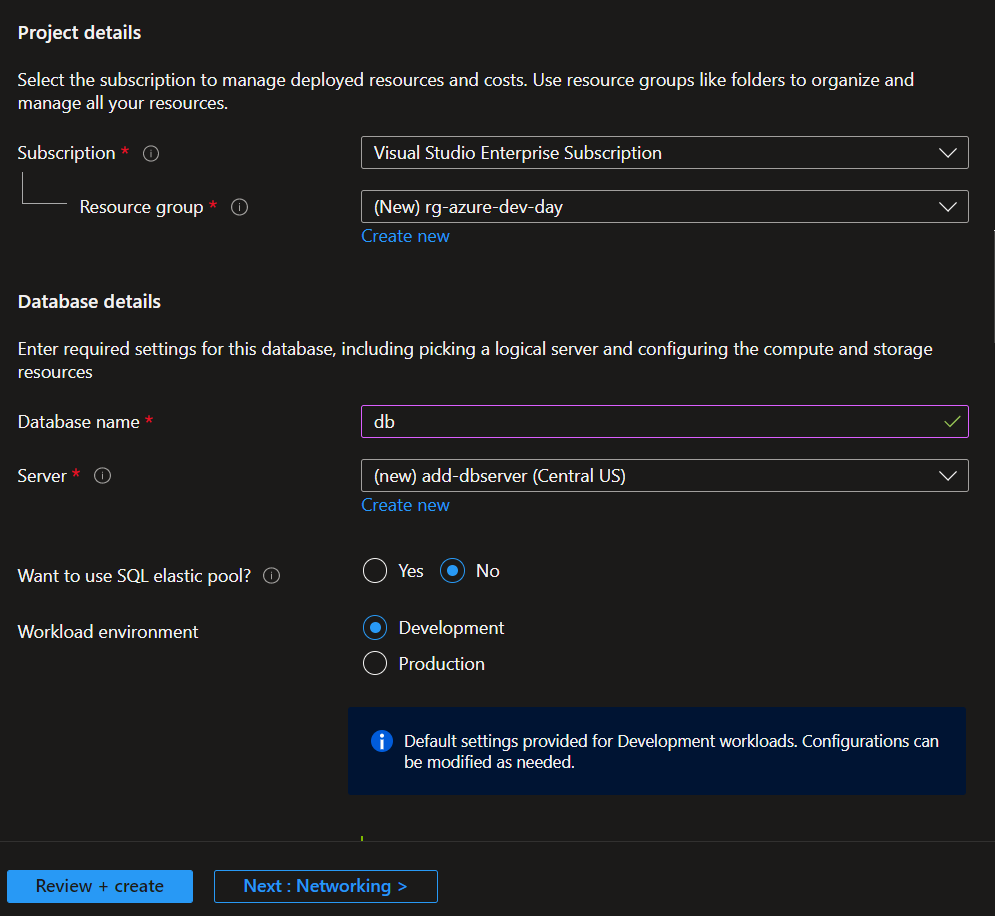 Project details
Select the subscription to manage deployed resources and costs. Use resource groups like folders to organize and
manage all your resources.
Subscription *
Visual Studio Enterprise Subscription
Resource group *
(New) rg-azure-dev-day
Create new
Database details
Enter required settings for this database, including picking a logical server and configuring the compute and storage
resources
Database name *
db
Server *
(new) add-dbserver (Central US)
Create new
Want to use SQL elastic pool?
Yes
No
Workload environment
Development
Production
Default settings provided for Development workloads. Configurations can
be modified as needed.
Review + create
Next : Networking >